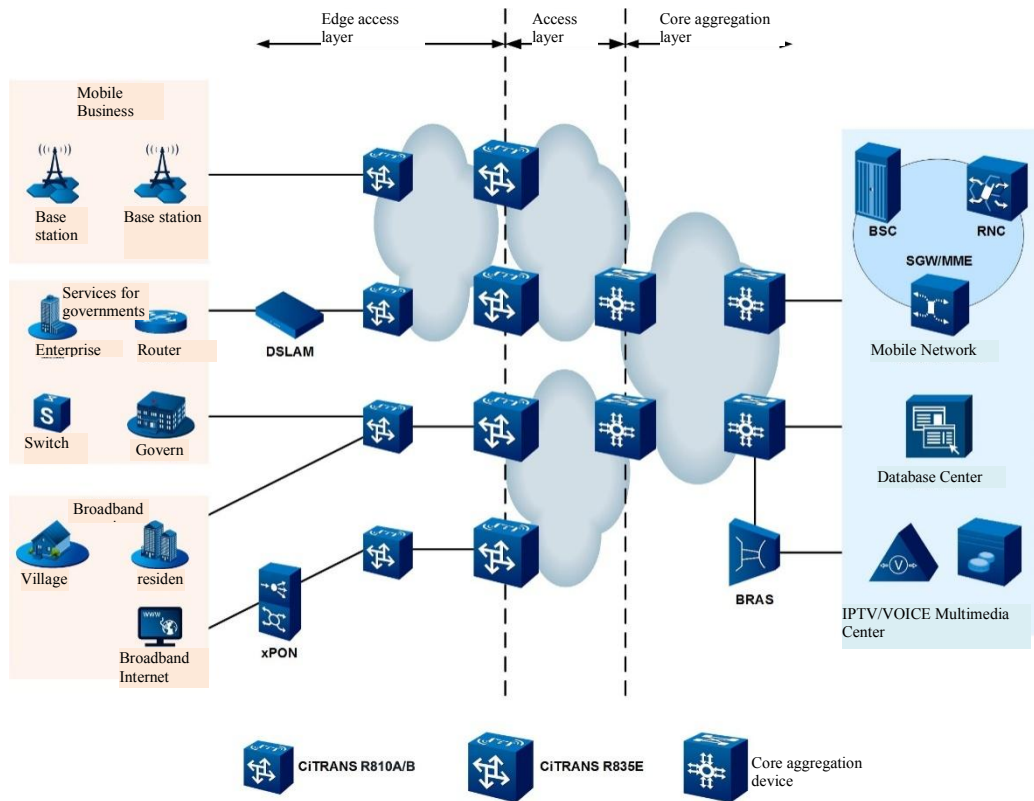 Edge access
layer
Access
layer
Core aggregation
layer
Mobile
Business
Base
station
Base station
Services for
governments
Enterprise
Router
DSLAM
Switch
Govern
Broadband
Village
residen
WWW
Broadband
Internet
xPON
BSC
RNC
SGW/MME
Mobile Network
Database Center
V
BRAS
IPTV/VOICE Multimedia
Center
S
CiTRANS R810A/B
CiTRANS R835E
Core aggregation
device